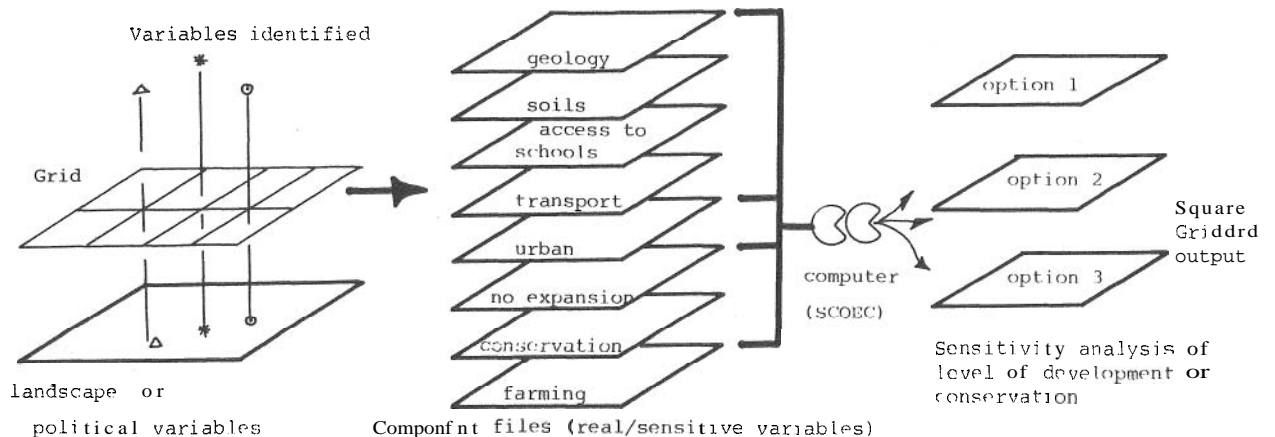 Variables identified
Grid
landscape or
political variables
geology
soils
access to
schools
transport
urban
no expansion
conservation
farming
Componfnt files (real/sensitive variables)
computer
(SCOEC)
option 1
option 2
option 3
Square
Griddrd
output
Sensitivity analysis of
level of development or
conservation